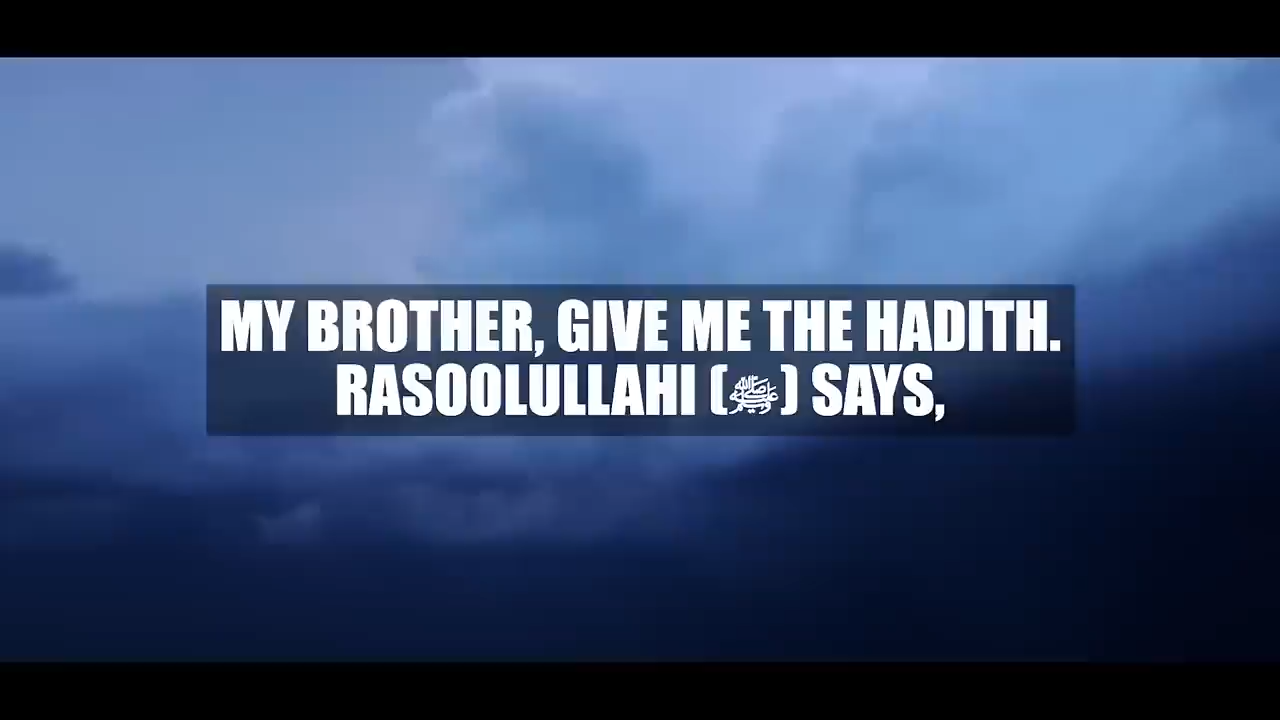 MY BROTHER, GIVE ME THE HADITH.
RASOOLULLAHI (ﷺ) SAYS,